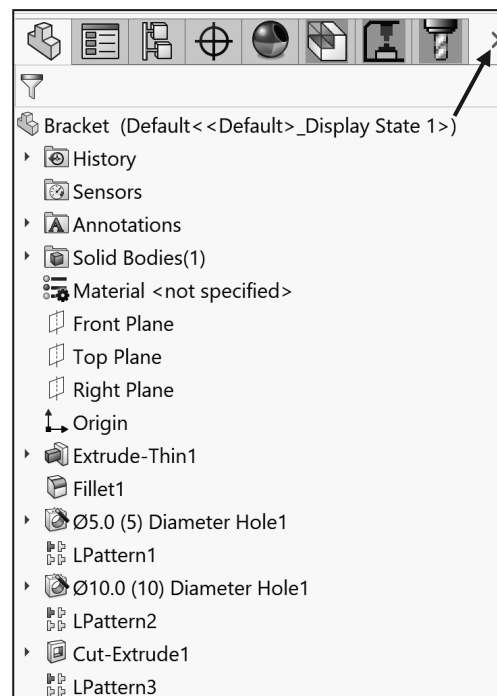 Bracket (Default<<Default>_Display State 1>)
History
Sensors
Annotations
Solid Bodies(1)
Material <not specified>
Front Plane
Top Plane
Right Plane
Origin
Extrude-Thin1
Fillet1
Ø5.0 (5) Diameter Hole1
LPattern1
Ø10.0 (10) Diameter Hole1
LPattern2
Cut-Extrude1
LPattern3